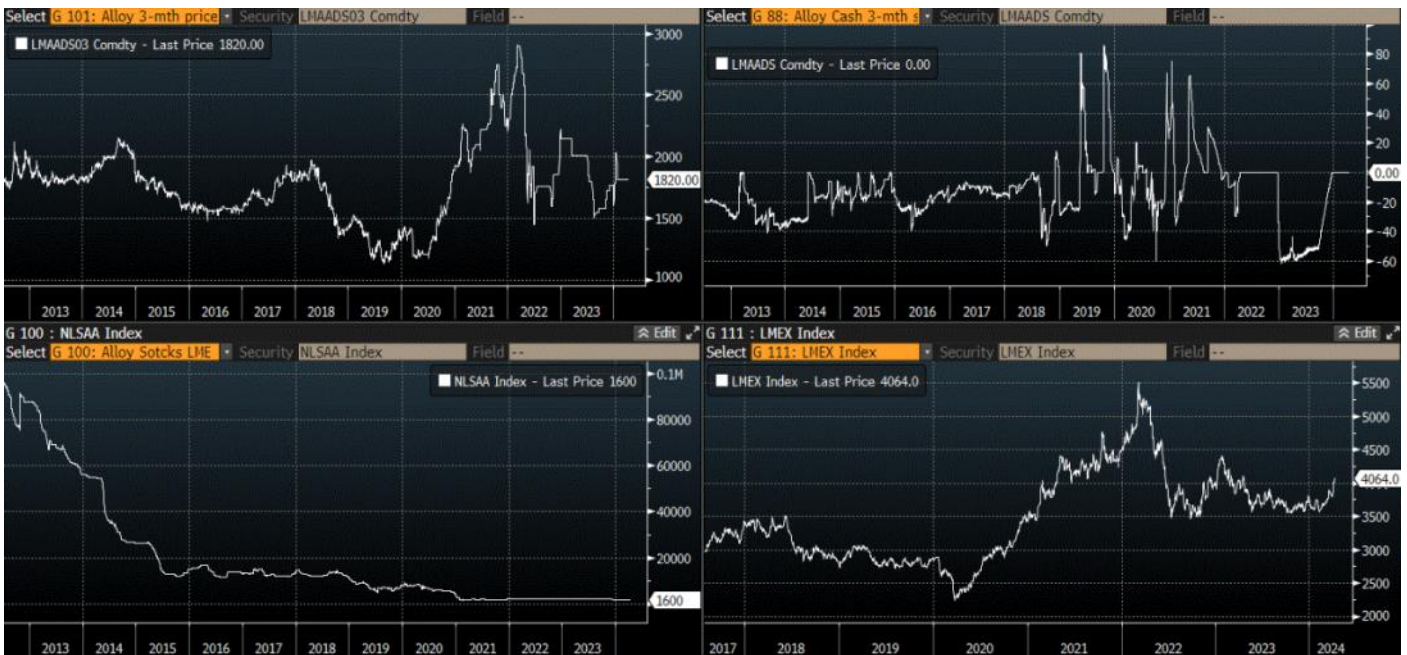 Select G 101: Alloy 3-mth price Security LMAADS03 Comdty Field --
LMAADS03 Comdty - Last Price 1820.00
3000
2500
2000
1820.00
1500
1000
2013 2014 2015 2016 2017 2018 2019 2020 2021 2022 2023
Select G 88: Alloy Cash 3-mth s Security LMAADS Comdty Field --
LMAADS Comdty - Last Price 0.00
80
60
40
20
0.00
-20
-40
-60
2013 2014 2015 2016 2017 2018 2019 2020 2021 2022 2023
G 100 : NLSAA Index Edit
Select G 100: Alloy Sotcks LME Security NLSAA Index Field --
NLSAA Index - Last Price 1600
0.1M
80000
60000
40000
20000
1600
2013 2014 2015 2016 2017 2018 2019 2020 2021 2022 2023
G 111 : LMEX Index Edit
Select G 111: LMEX Index Security LMEX Index Field --
LMEX Index - Last Price 4064.0
5500
5000
4500
4064.0
3500
3000
2500
2000
2017 2018 2019 2020 2021 2022 2023 2024